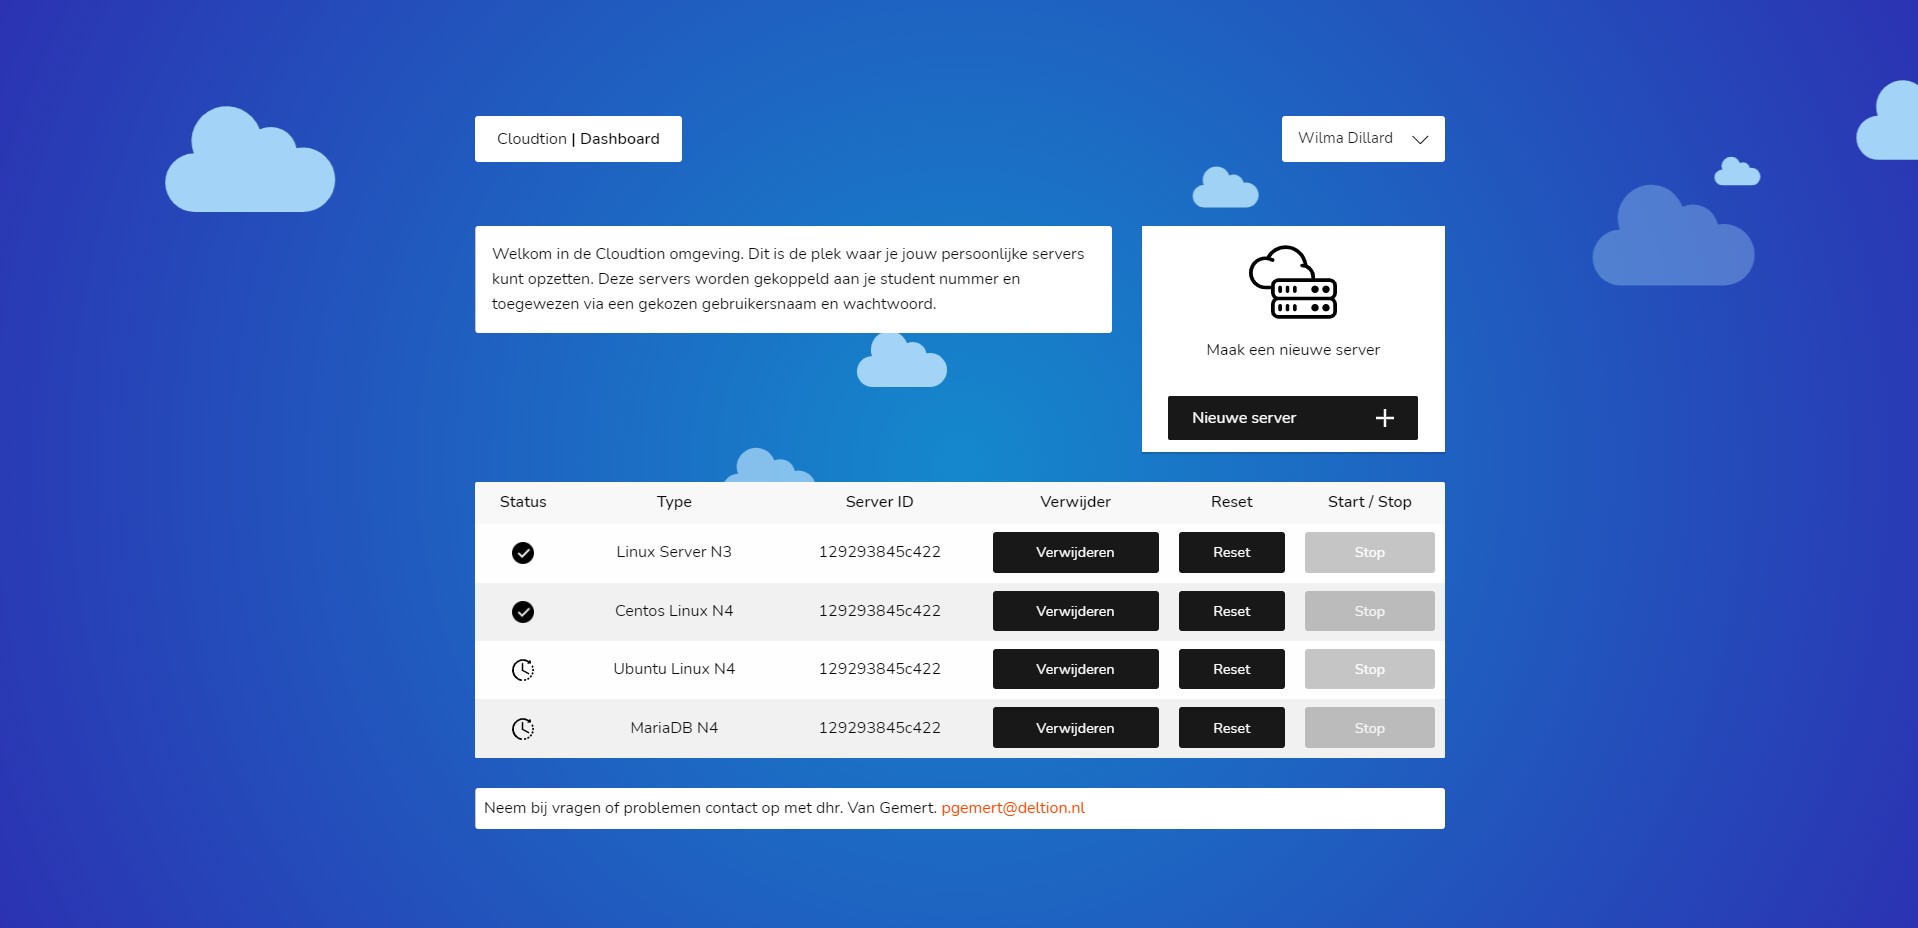 Cloudtion | Dashboard
Wilma Dillard
Welkom in de Cloudtion omgeving. Dit is de plek waar je jouw persoonlijke servers
kunt opzetten. Deze servers worden gekoppeld aan je student nummer en
toegewezen via een gekozen gebruikersnaam en wachtwoord.
Maak een nieuwe server
Nieuwe server
Status Type Server ID Verwijder Reset Start / Stop
Linux Server N3 129293845c422 Verwijderen Reset Stop
Centos Linux N4 129293845c422 Verwijderen Reset Stop
Ubuntu Linux N4 129293845c422 Verwijderen Reset Stop
MariaDB N4 129293845c422 Verwijderen Reset Stop
Neem bij vragen of problemen contact op met dhr. Van Gemert. pgemert@deltion.nl